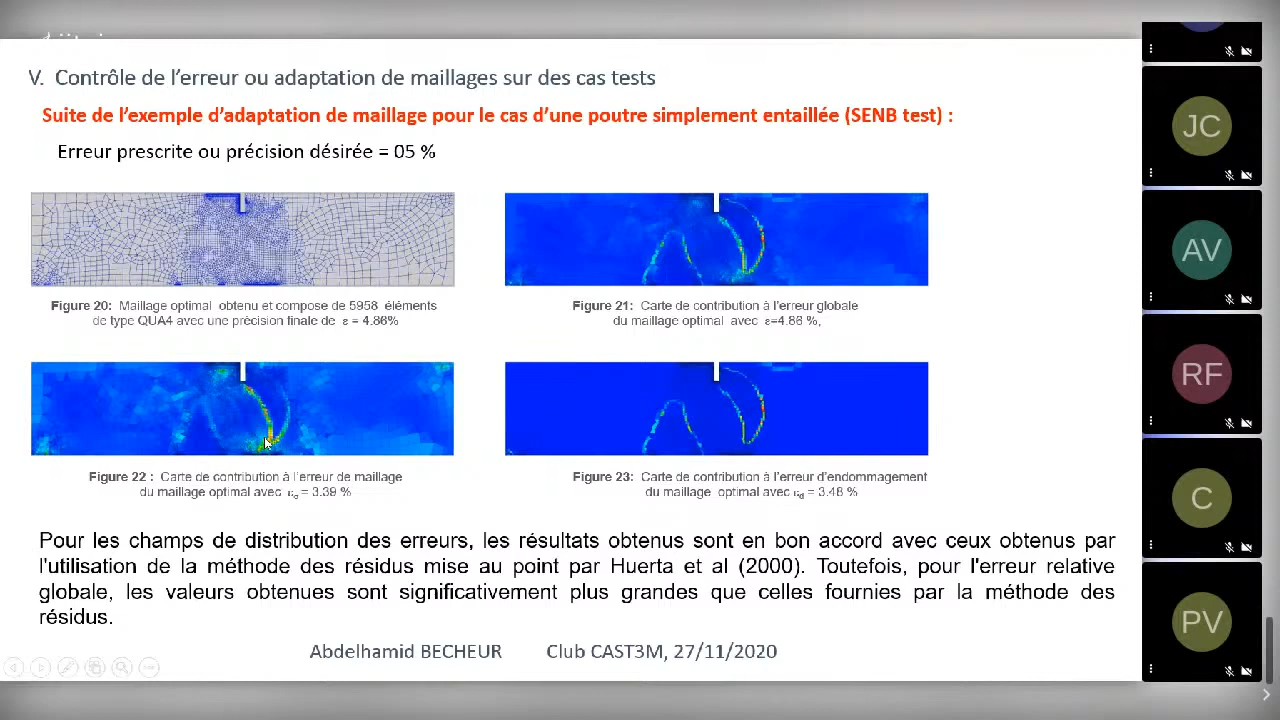 V. Contrôle de l'erreur ou adaptation de maillages sur des cas tests
Suite de l'exemple d'adaptation de maillage pour le cas d'une poutre simplement entaillée (SENB test) :
Erreur prescrite ou précision désirée = 05 %
Figure 20: Maillage optimal obtenu et compose de 5958 éléments
de type QUA4 avec une précision finale de ε = 4.86%
Figure 21: Carte de contribution à l'erreur globale
du maillage optimal avec ε=4.86 %,
Figure 22 : Carte de contribution à l'erreur de maillage
du maillage optimal avec εσ = 3.39 %
Figure 23: Carte de contribution à l'erreur d'endommagement
du maillage optimal avec εd = 3.48 %
Pour les champs de distribution des erreurs, les résultats obtenus sont en bon accord avec ceux obtenus par
l'utilisation de la méthode des résidus mise au point par Huerta et al (2000). Toutefois, pour l'erreur relative
globale, les valeurs obtenues sont significativement plus grandes que celles fournies par la méthode des
résidus.
Abdelhamid BECHEUR Club CAST3M, 27/11/2020
JC
AV
RF
C
PV